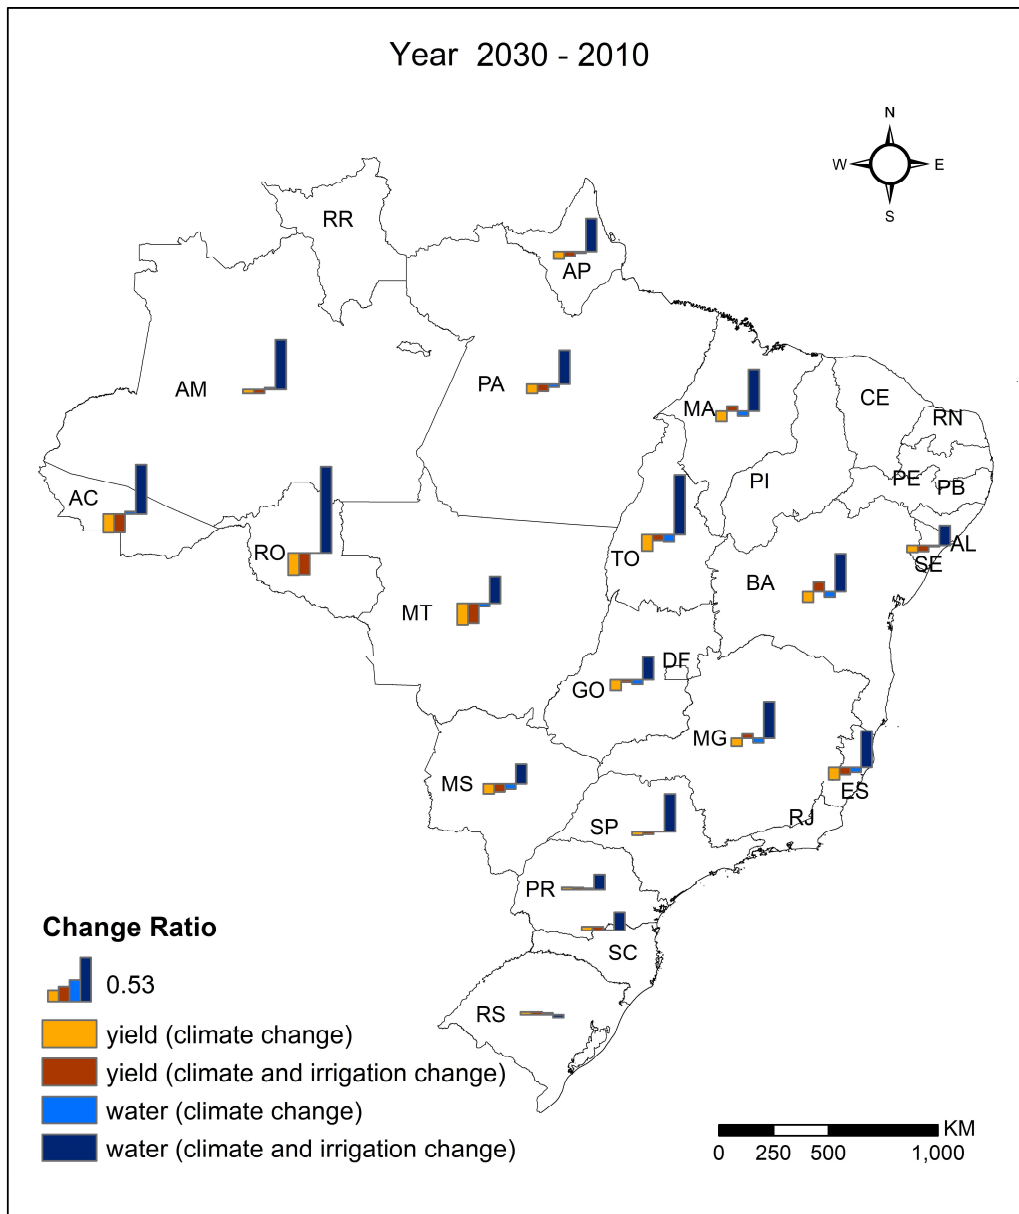 Year 2030 - 2010
N
W E
S
RR
AP
AM
PA
MA
CE
RN
PI
PE
PB
AC
RO
TO
AL
SE
BA
MT
DF
GO
MG
MS
ES
RJ
SP
PR
SC
RS
Change Ratio
0.53
yield (climate change)
yield (climate and irrigation change)
water (climate change)
water (climate and irrigation change)
KM
0 250 500 1,000